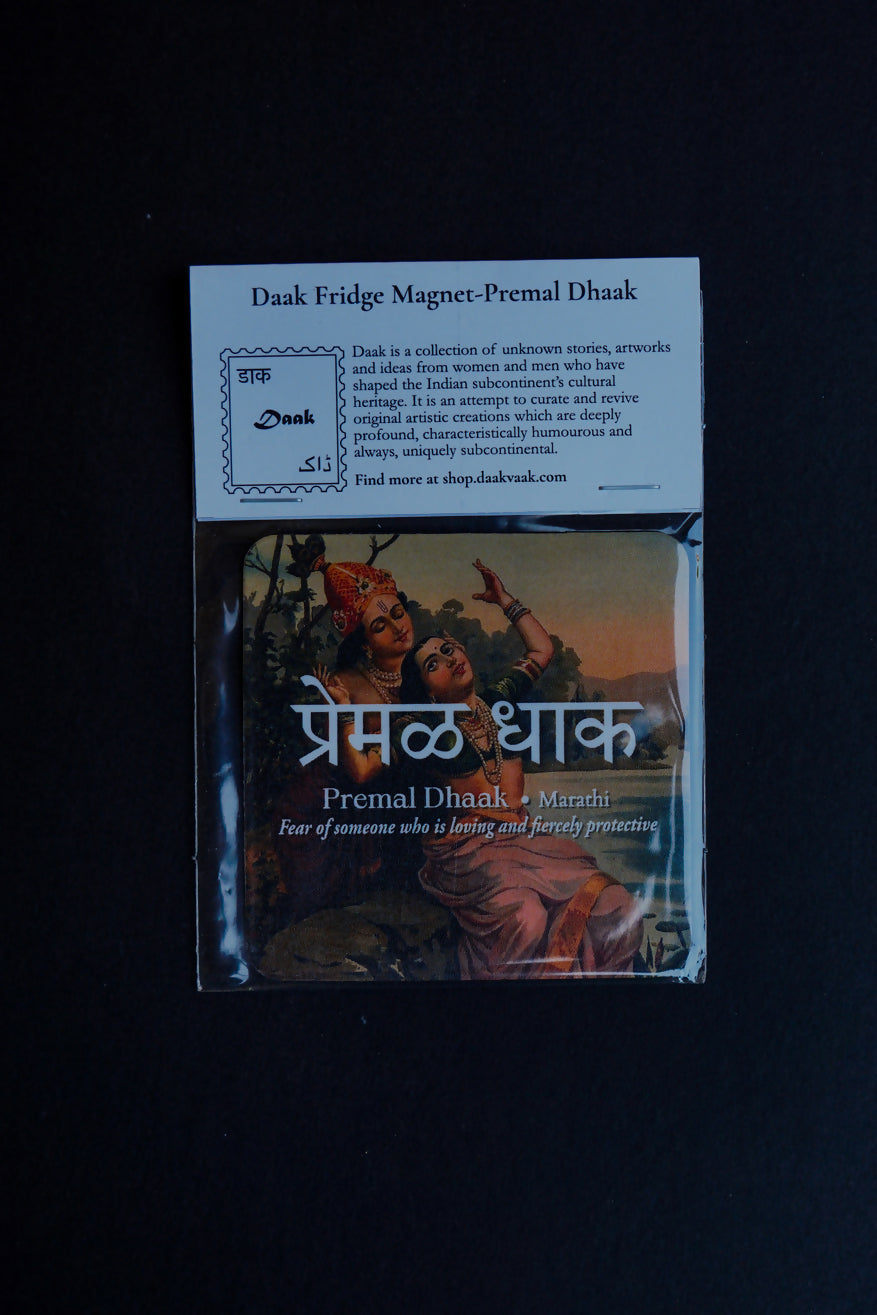 Daak Fridge Magnet-Premal Dhaak
डाक
Daak
ڈاک
Daak is a collection of unknown stories, artworks
and ideas from women and men who have
shaped the Indian subcontinent's cultural
heritage. It is an attempt to curate and revive
original artistic creations which are deeply
profound, characteristically humourous and
always, uniquely subcontinental.
Find more at shop.daakvaak.com
प्रेमळ धाक
Premal Dhaak • Marathi
Fear of someone who is loving and fiercely protective